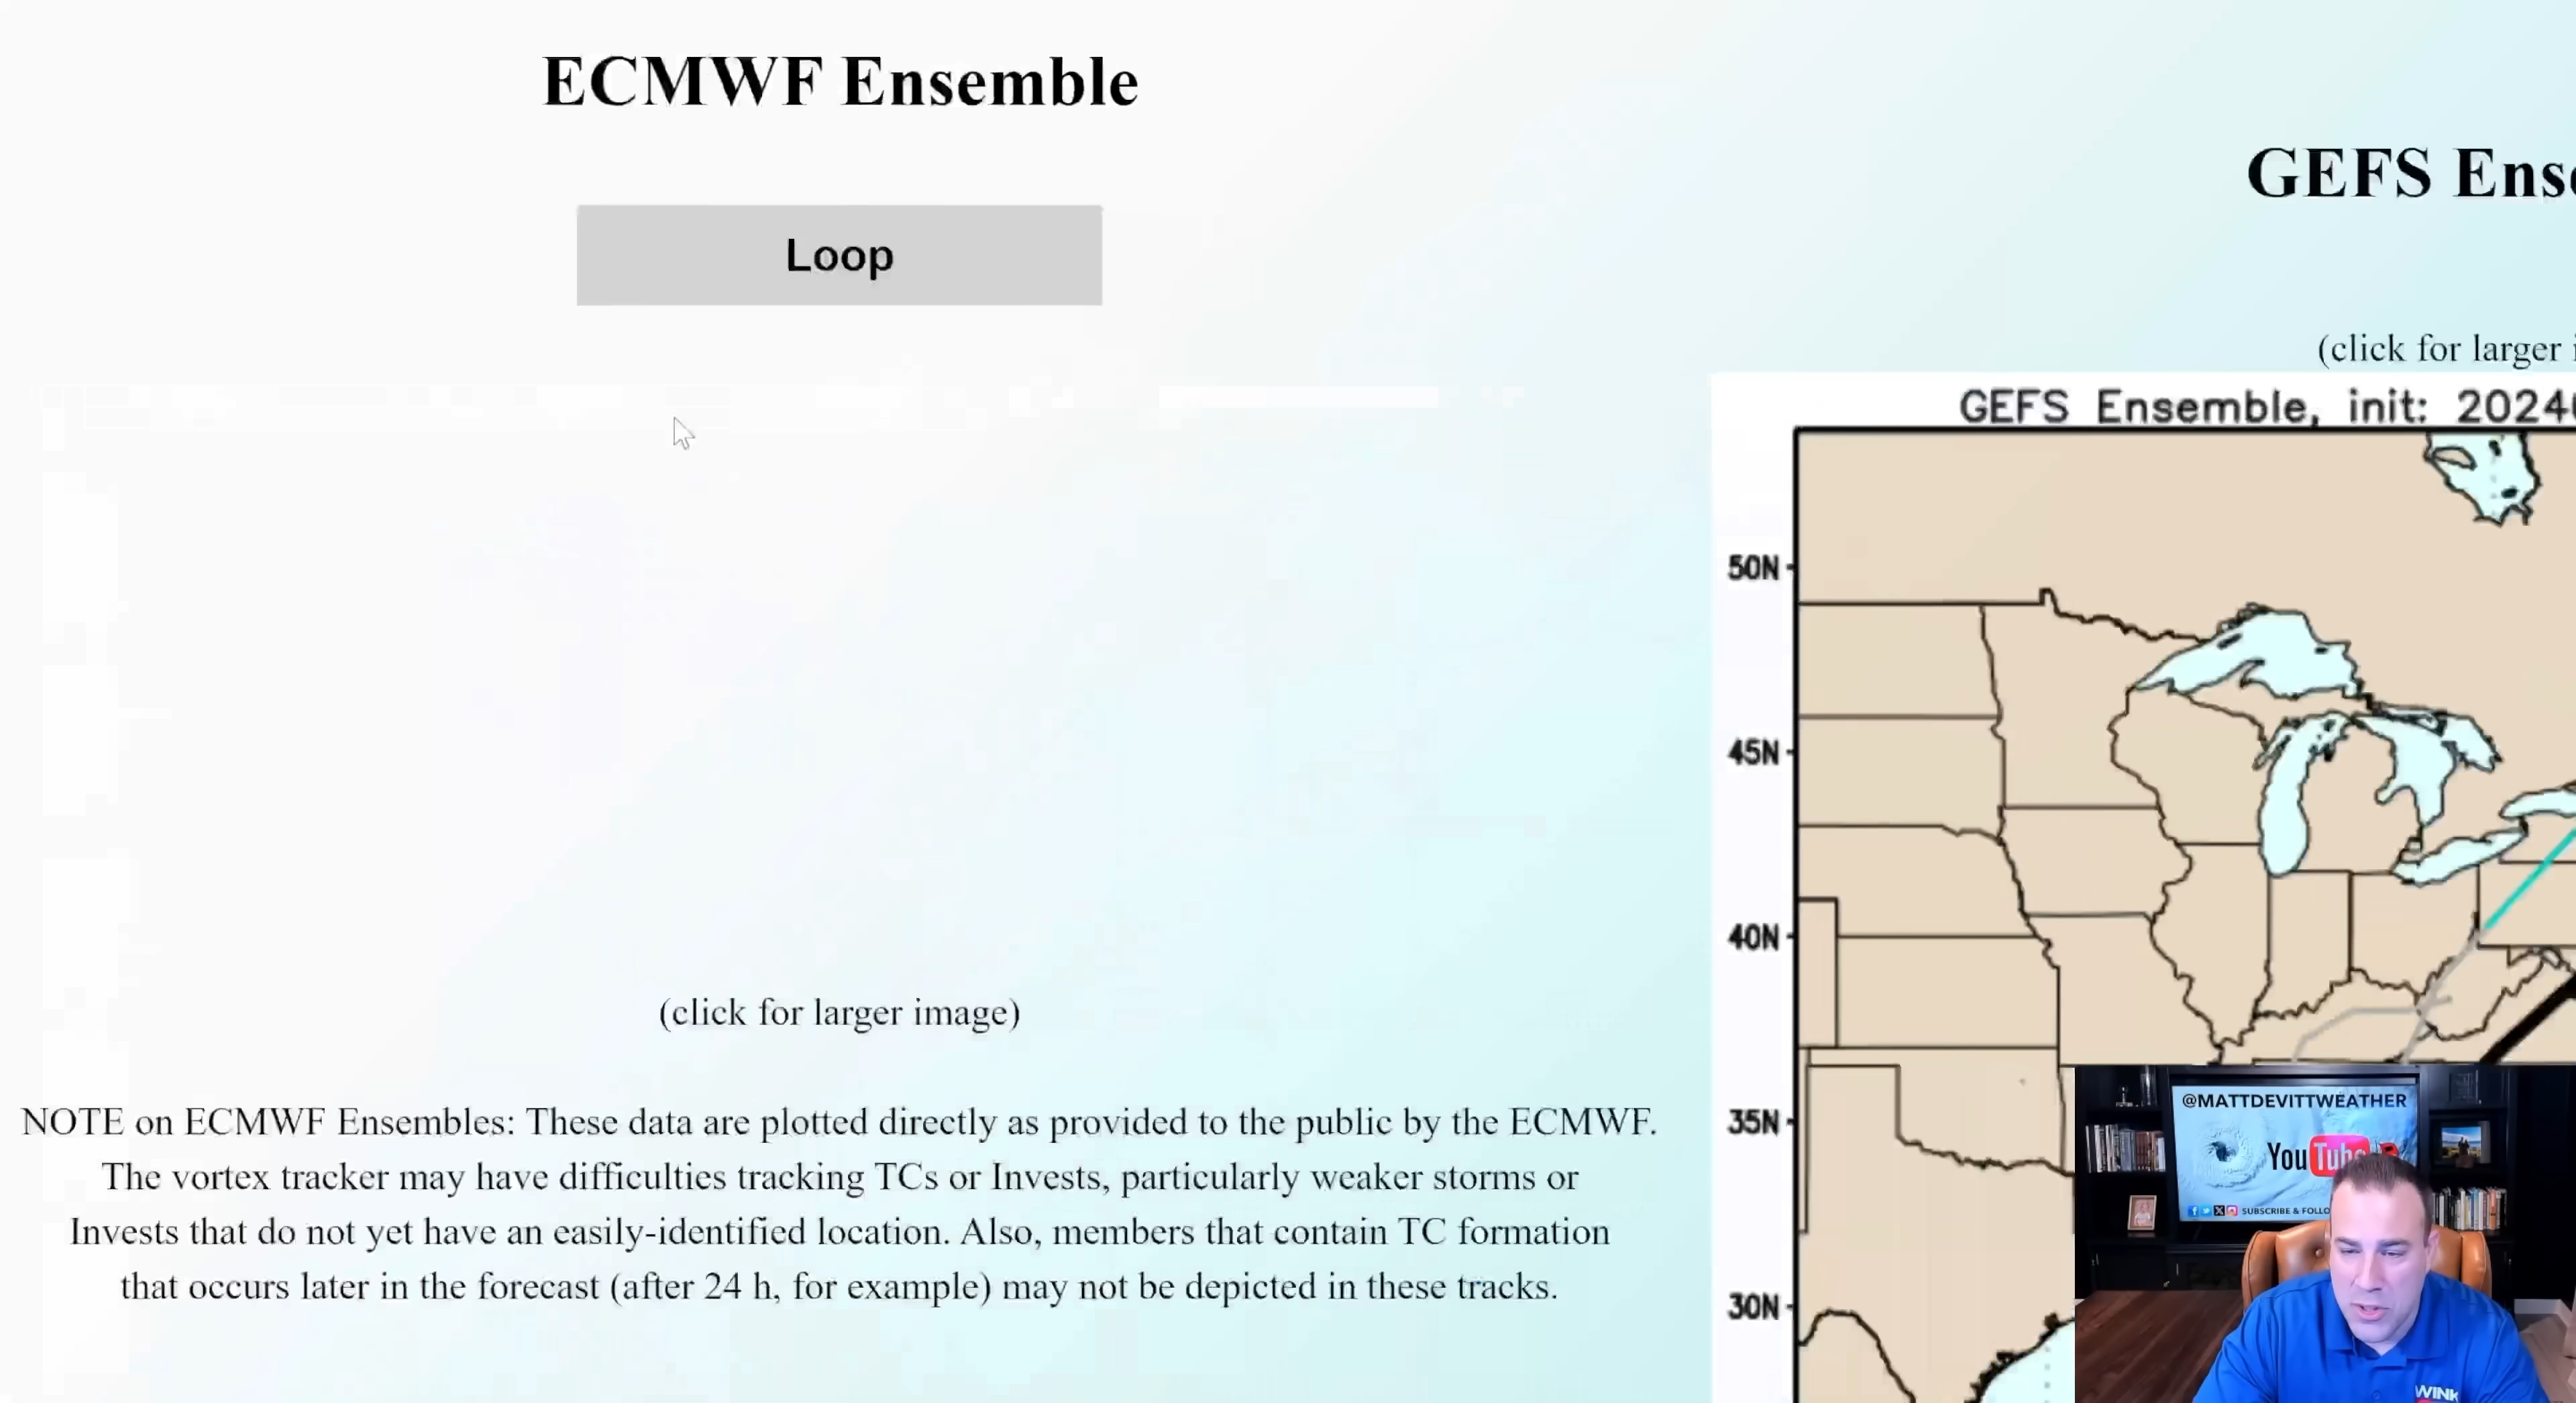 ECMWF Ensemble
Loop
(click for larger image)
NOTE on ECMWF Ensembles: These data are plotted directly as provided to the public by the ECMWF.
The vortex tracker may have difficulties tracking TCs or Invests, particularly weaker storms or
Invests that do not yet have an easily-identified location. Also, members that contain TC formation
that occurs later in the forecast (after 24 h, for example) may not be depicted in these tracks.
GEFS Ense
(click for larger i
GEFS Ensemble, init: 2024
50N
45N
40N
35N
30N
@MATTDEVITTWEATHER
YouTube
SUBSCRIBE & FOLLO
WINK